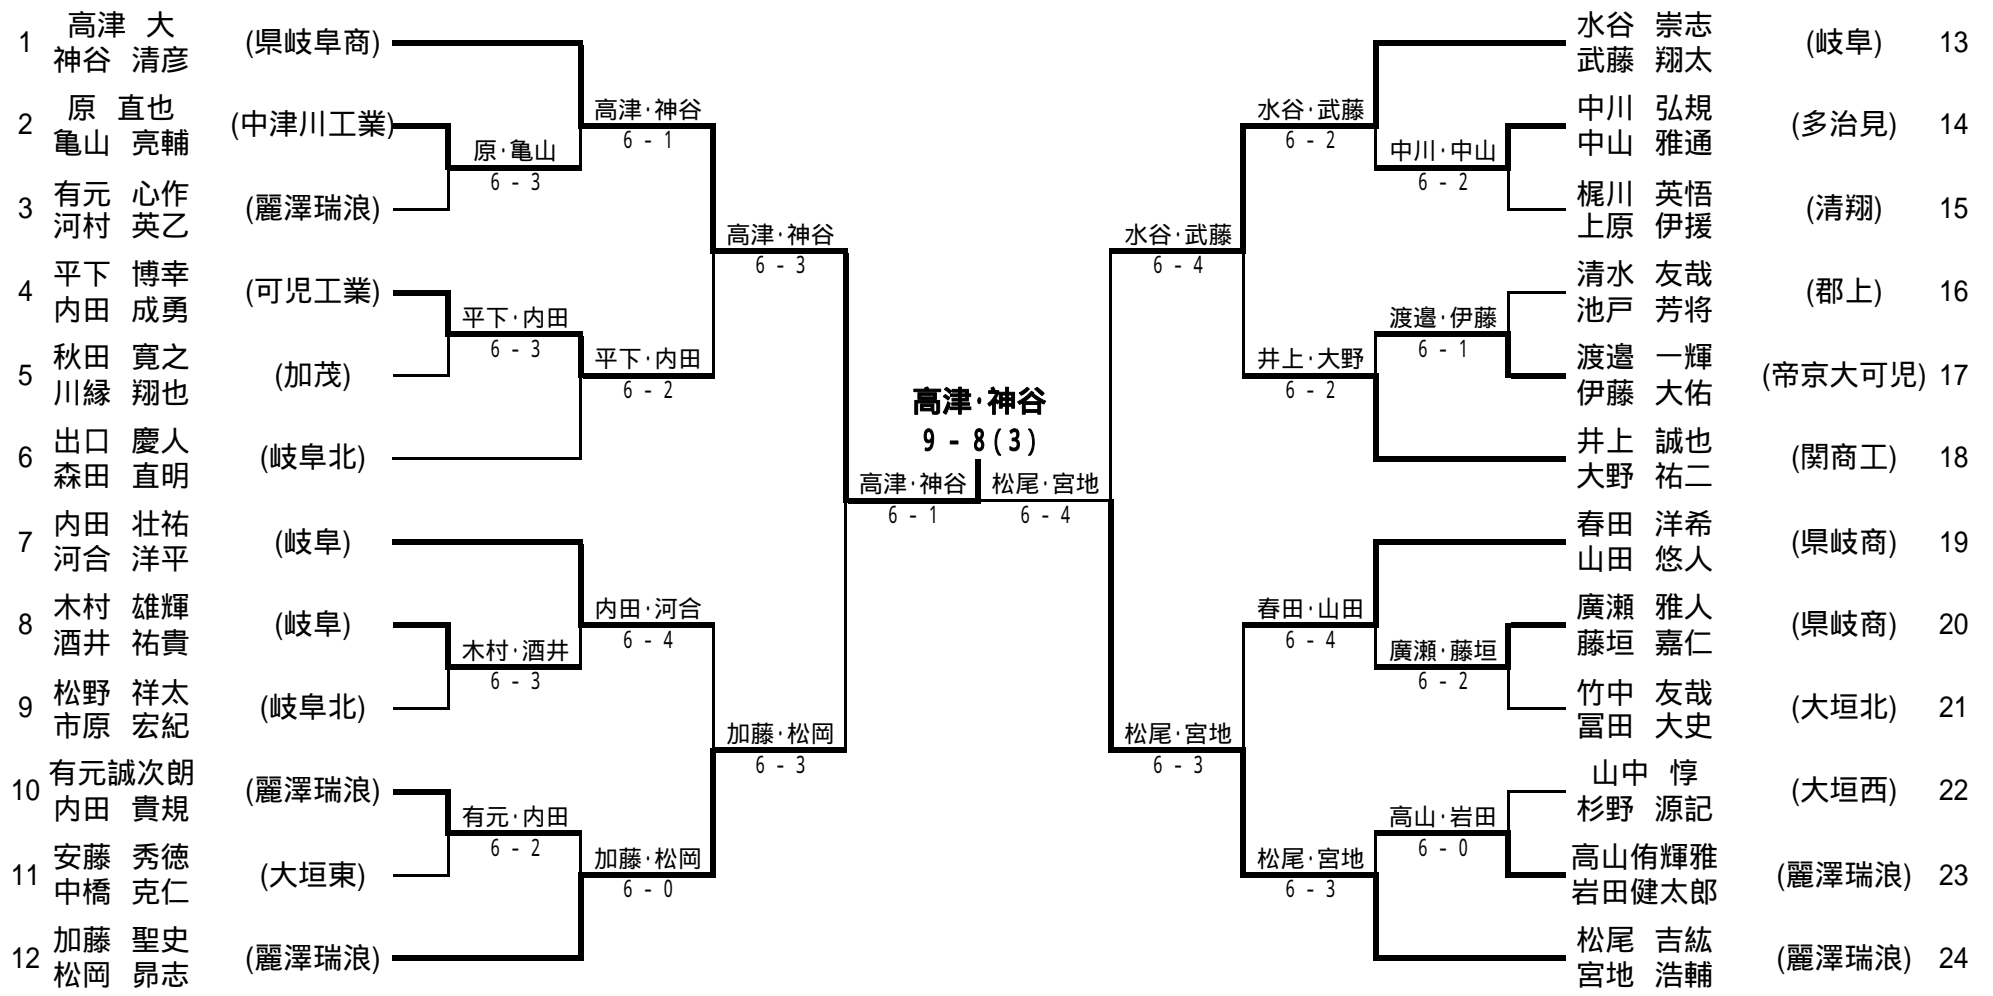 1
高津 大
神谷 清彦
(県岐阜商)
2
原 直也
亀山 亮輔
(中津川工業)
3
有元 心作
河村 英乙
(麗澤瑞浪)
4
平下 博幸
内田 成勇
(可児工業)
5
秋田 寛之
川縁 翔也
(加茂)
6
出口 慶人
森田 直明
(岐阜北)
7
内田 壮祐
河合 洋平
(岐阜)
8
木村 雄輝
酒井 祐貴
(岐阜)
9
松野 祥太
市原 宏紀
(岐阜北)
10
有元誠次朗
内田 貴規
(麗澤瑞浪)
11
安藤 秀徳
中橋 克仁
(大垣東)
12
加藤 聖史
松岡 昴志
(麗澤瑞浪)
原・亀山
6 - 3
平下・内田
6 - 3
木村・酒井
6 - 3
有元・内田
6 - 2
高津・神谷
6 - 1
平下・内田
6 - 2
内田・河合
6 - 4
加藤・松岡
6 - 0
高津・神谷
6 - 3
加藤・松岡
6 - 3
高津・神谷
9 - 8(3)
高津・神谷
6 - 1
松尾・宮地
6 - 4
水谷・武藤
6 - 4
松尾・宮地
6 - 3
水谷・武藤
6 - 2
井上・大野
6 - 2
春田・山田
6 - 4
松尾・宮地
6 - 3
中川・中山
6 - 2
渡邉・伊藤
6 - 1
廣瀬・藤垣
6 - 2
高山・岩田
6 - 0
水谷 崇志
武藤 翔太
(岐阜)
13
中川 弘規
中山 雅通
(多治見)
14
梶川 英悟
上原 伊援
(清翔)
15
清水 友哉
池戸 芳将
(郡上)
16
渡邉 一輝
伊藤 大佑
(帝京大可児)
17
井上 誠也
大野 祐二
(関商工)
18
春田 洋希
山田 悠人
(県岐商)
19
廣瀬 雅人
藤垣 嘉仁
(県岐商)
20
竹中 友哉
冨田 大史
(大垣北)
21
山中 惇
杉野 源記
(大垣西)
22
高山侑輝雅
岩田健太郎
(麗澤瑞浪)
23
松尾 吉紘
宮地 浩輔
(麗澤瑞浪)
24